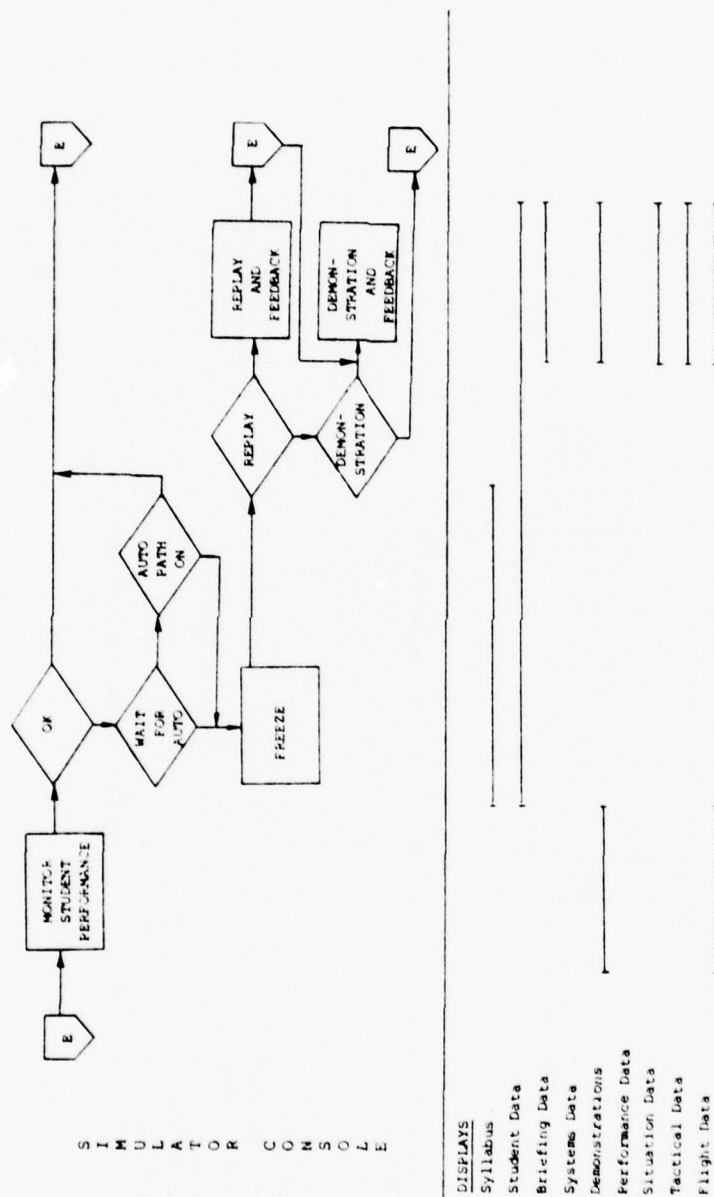 SIMULATOR CONSOLE
E
MONITOR
STUDENT
PERFORMANCE
OK
E
WAIT
FOR
AUTO
AUTO
PATH
ON
FREEZE
REPLAY
REPLAY
AND
FEEDBACK
E
DEMON-
STRATION
DEMON-
STRATION
AND
FEEDBACK
E
DISPLAYS
Syllabus
Student Data
Briefing Data
Systems Data
Demonstrations
Performance Data
Situation Data
Tactical Data
Flight Data